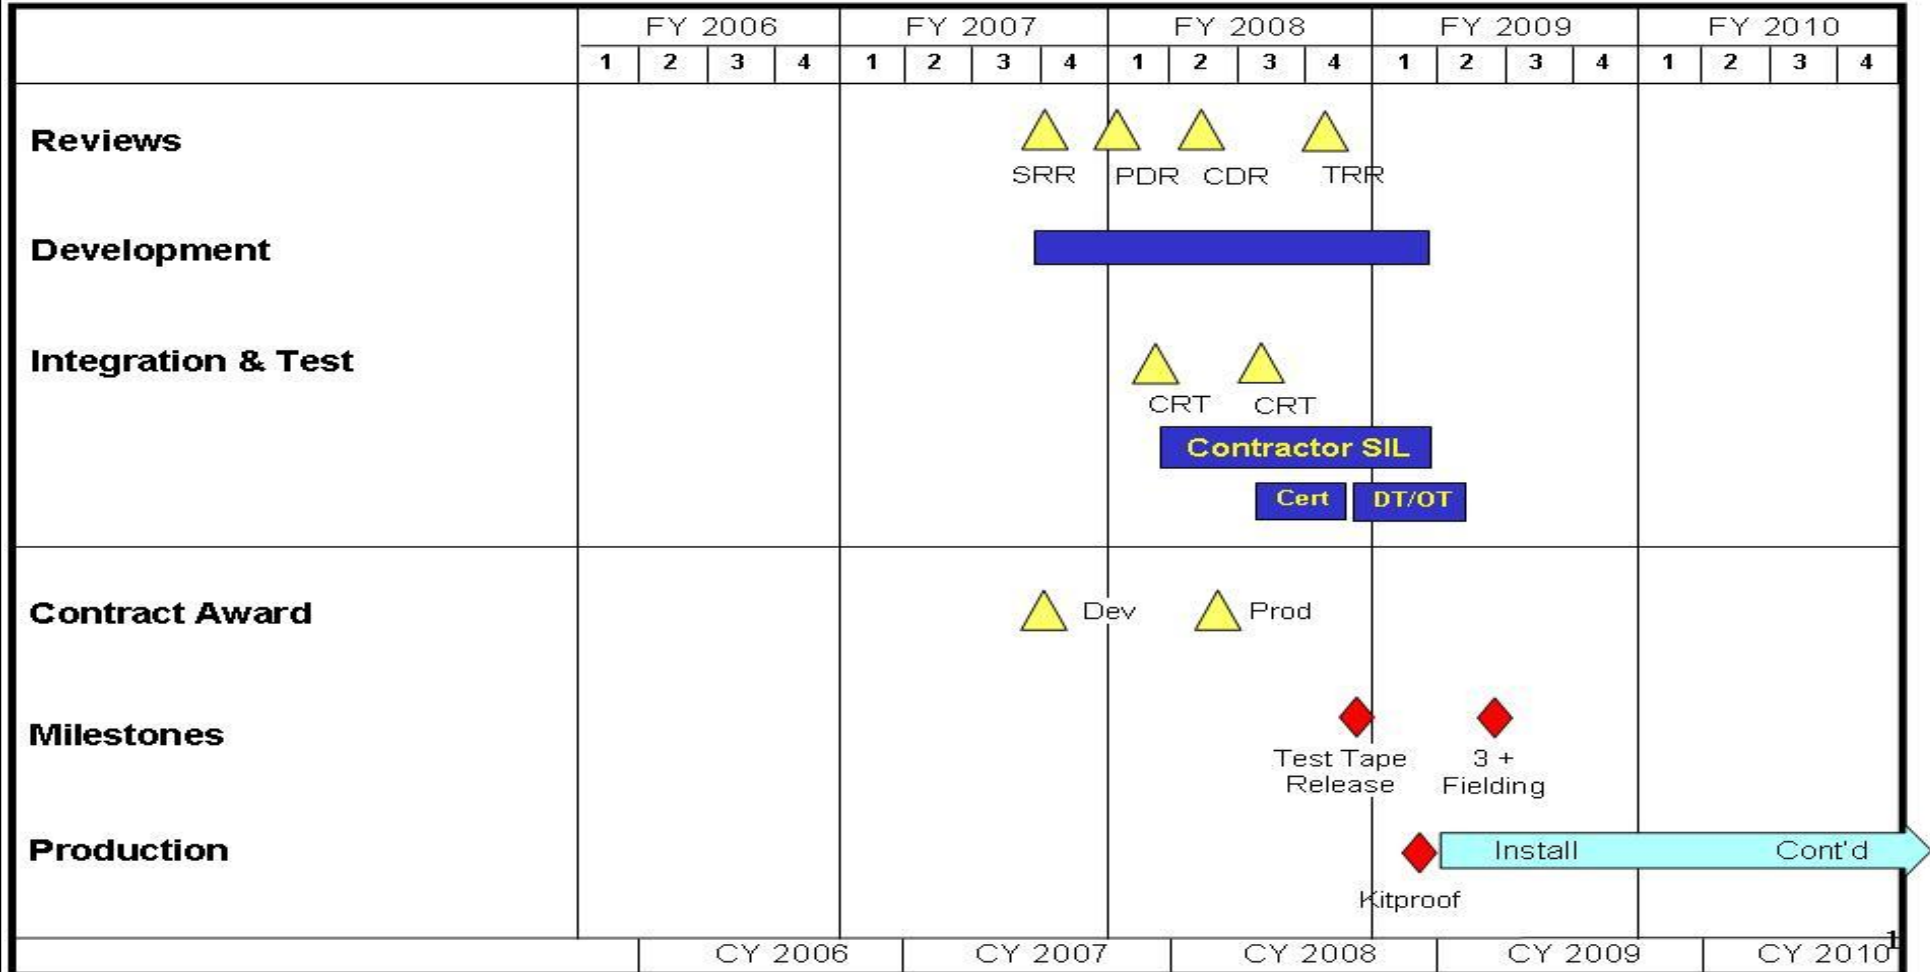 FY 2006 FY 2007 FY 2008 FY 2009 FY 2010
1 2 3 4 1 2 3 4 1 2 3 4 1 2 3 4 1 2 3 4
Reviews
SRR PDR CDR TRR
Development
Integration & Test
CRT CRT
Contractor SIL
Cert DT/OT
Contract Award Dev Prod
Milestones
Test Tape
Release
3 +
Fielding
Production Install Cont'd
Kitproof
CY 2006 CY 2007 CY 2008 CY 2009 CY 2010
1